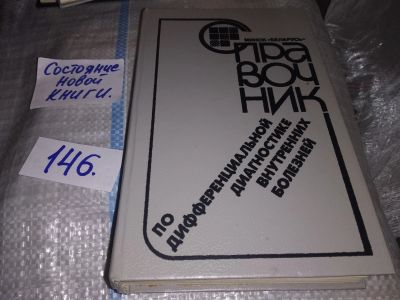 Состояние
новой
книги.
146.
МИНСК «БЕЛАРУСЬ»
СПРАВОЧНИК
ПО
ДИФФЕРЕНЦИАЛЬНОЙ
ДИАГНОСТИКЕ
ВНУТРЕННИХ
БОЛЕЗНЕЙ